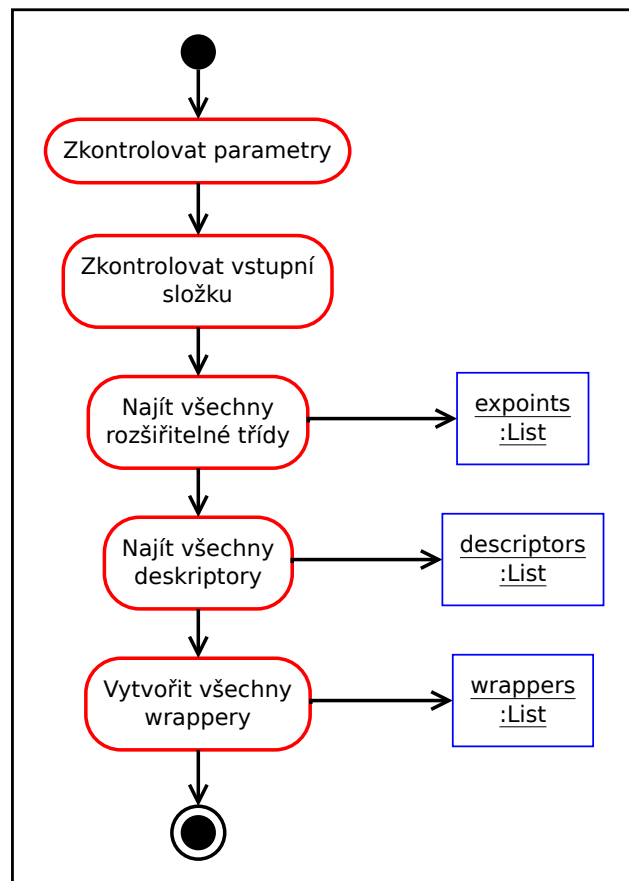 Zkontrolovat parametry
Zkontrolovat vstupní
složku
Najít všechny
rozšiřitelné třídy
expoints
:List
Najít všechny
deskriptory
descriptors
:List
Vytvořit všechny
wrappery
wrappers
:List